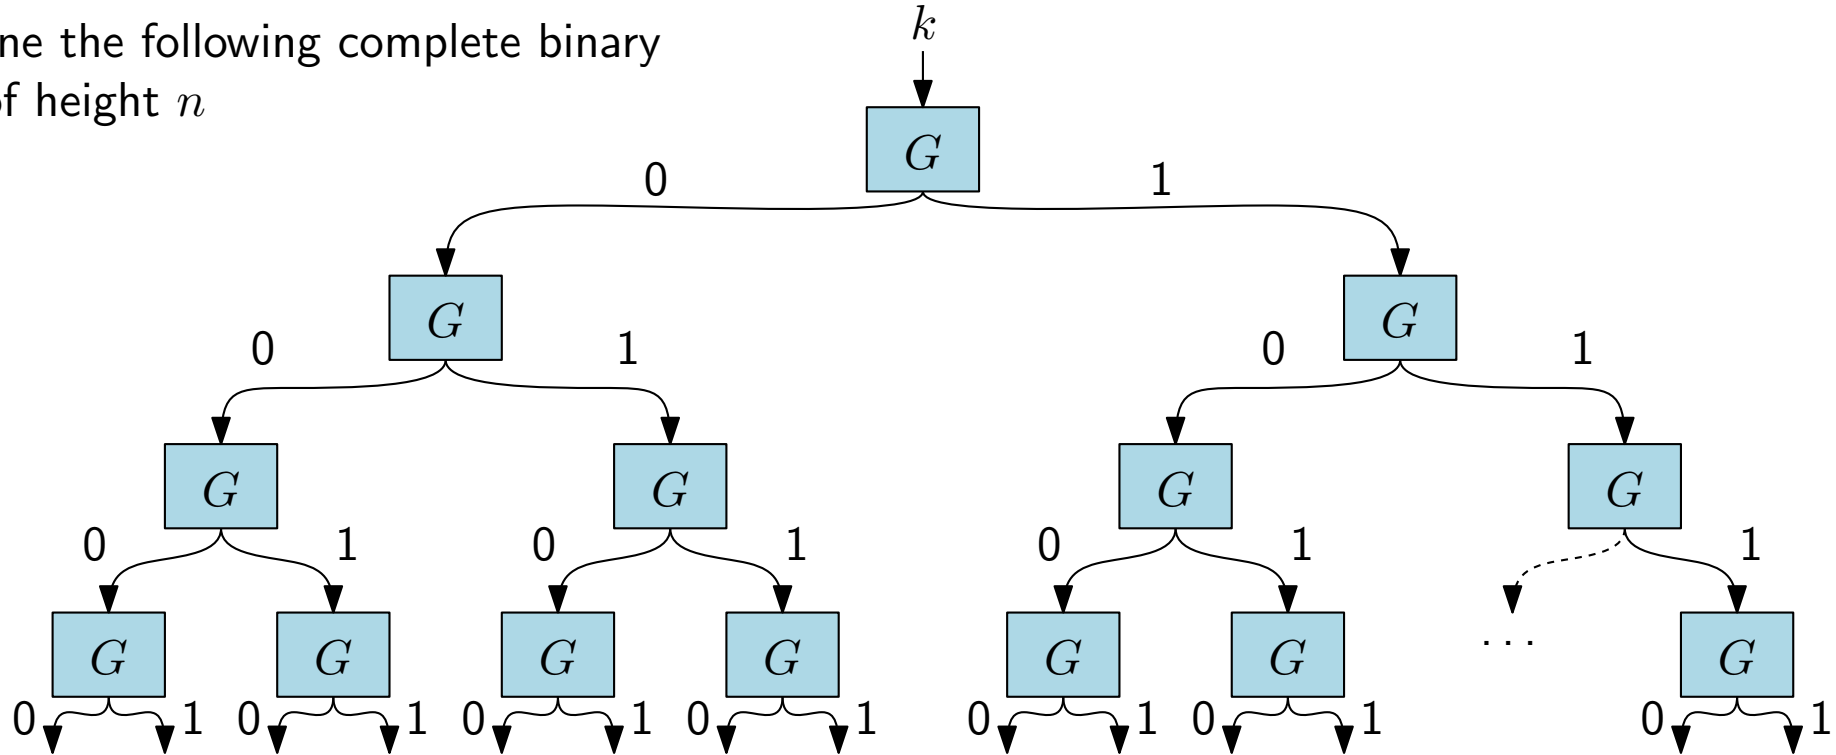 ne the following complete binary
of height n
k
G
0 1
G G
0 1 0 1
G G G G
0 1 0 1 0 1 1
G G G G G G . . . G
0 1 0 1 0 1 0 1 0 1 0 1 0 1